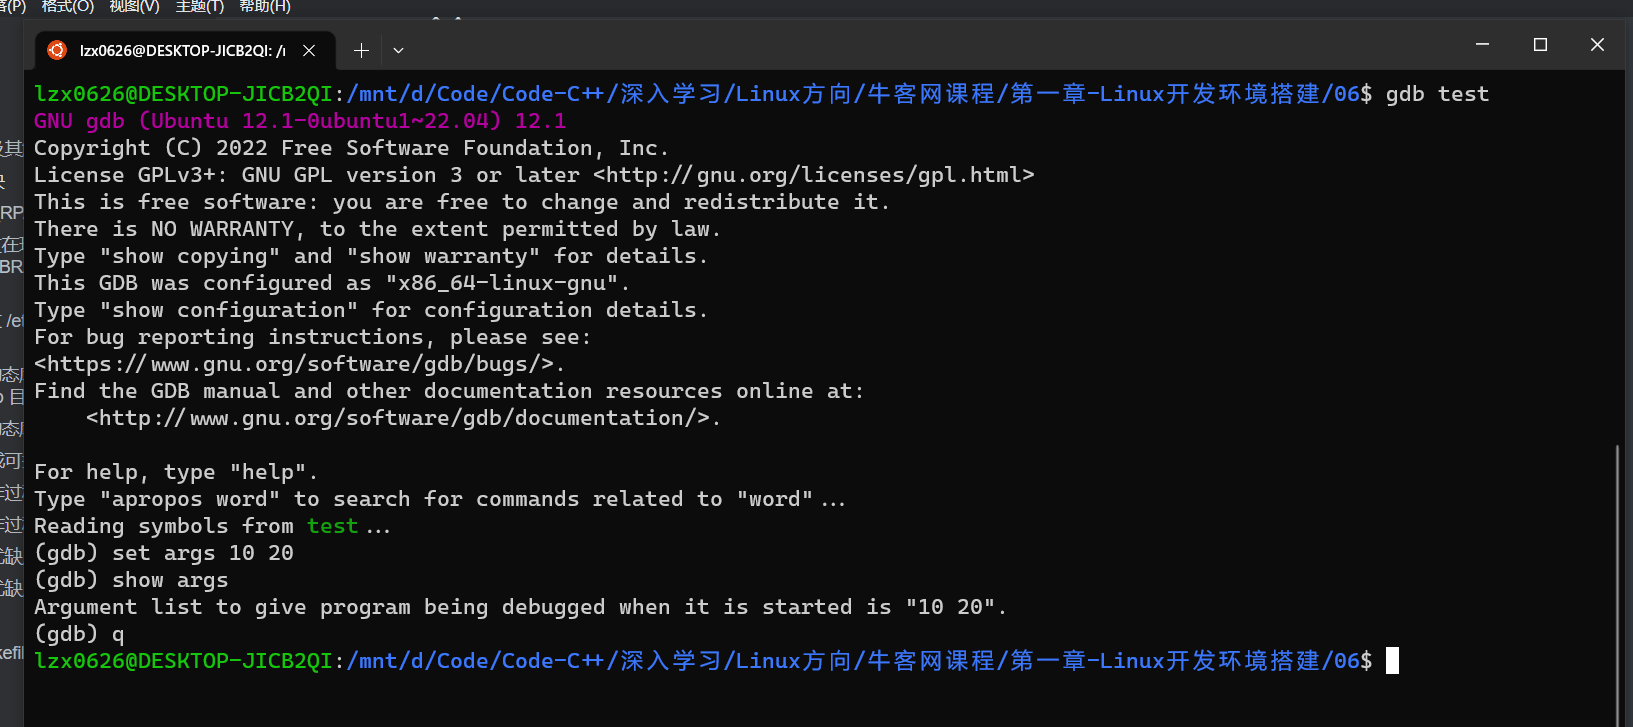 格式(O) 视图(V) 主题(T) 帮助(H)
lzx0626@DESKTOP-JICB2QI: /
lzx0626@DESKTOP-JICB2QI:/mnt/d/Code/Code-C++/深入学习/Linux方向/牛客网课程/第一章-Linux开发环境搭建/06$ gdb test
GNU gdb (Ubuntu 12.1-0ubuntu1~22.04) 12.1
Copyright (C) 2022 Free Software Foundation, Inc.
License GPLv3+: GNU GPL version 3 or later <http://gnu.org/licenses/gpl.html>
This is free software: you are free to change and redistribute it.
There is NO WARRANTY, to the extent permitted by law.
Type "show copying" and "show warranty" for details.
This GDB was configured as "x86_64-linux-gnu".
Type "show configuration" for configuration details.
For bug reporting instructions, please see:
<https://www.gnu.org/software/gdb/bugs/>.
Find the GDB manual and other documentation resources online at:
<http://www.gnu.org/software/gdb/documentation/>.
For help, type "help".
Type "apropos word" to search for commands related to "word"...
Reading symbols from test...
(gdb) set args 10 20
(gdb) show args
Argument list to give program being debugged when it is started is "10 20".
(gdb) q
lzx0626@DESKTOP-JICB2QI:/mnt/d/Code/Code-C++/深入学习/Linux方向/牛客网课程/第一章-Linux开发环境搭建/06$